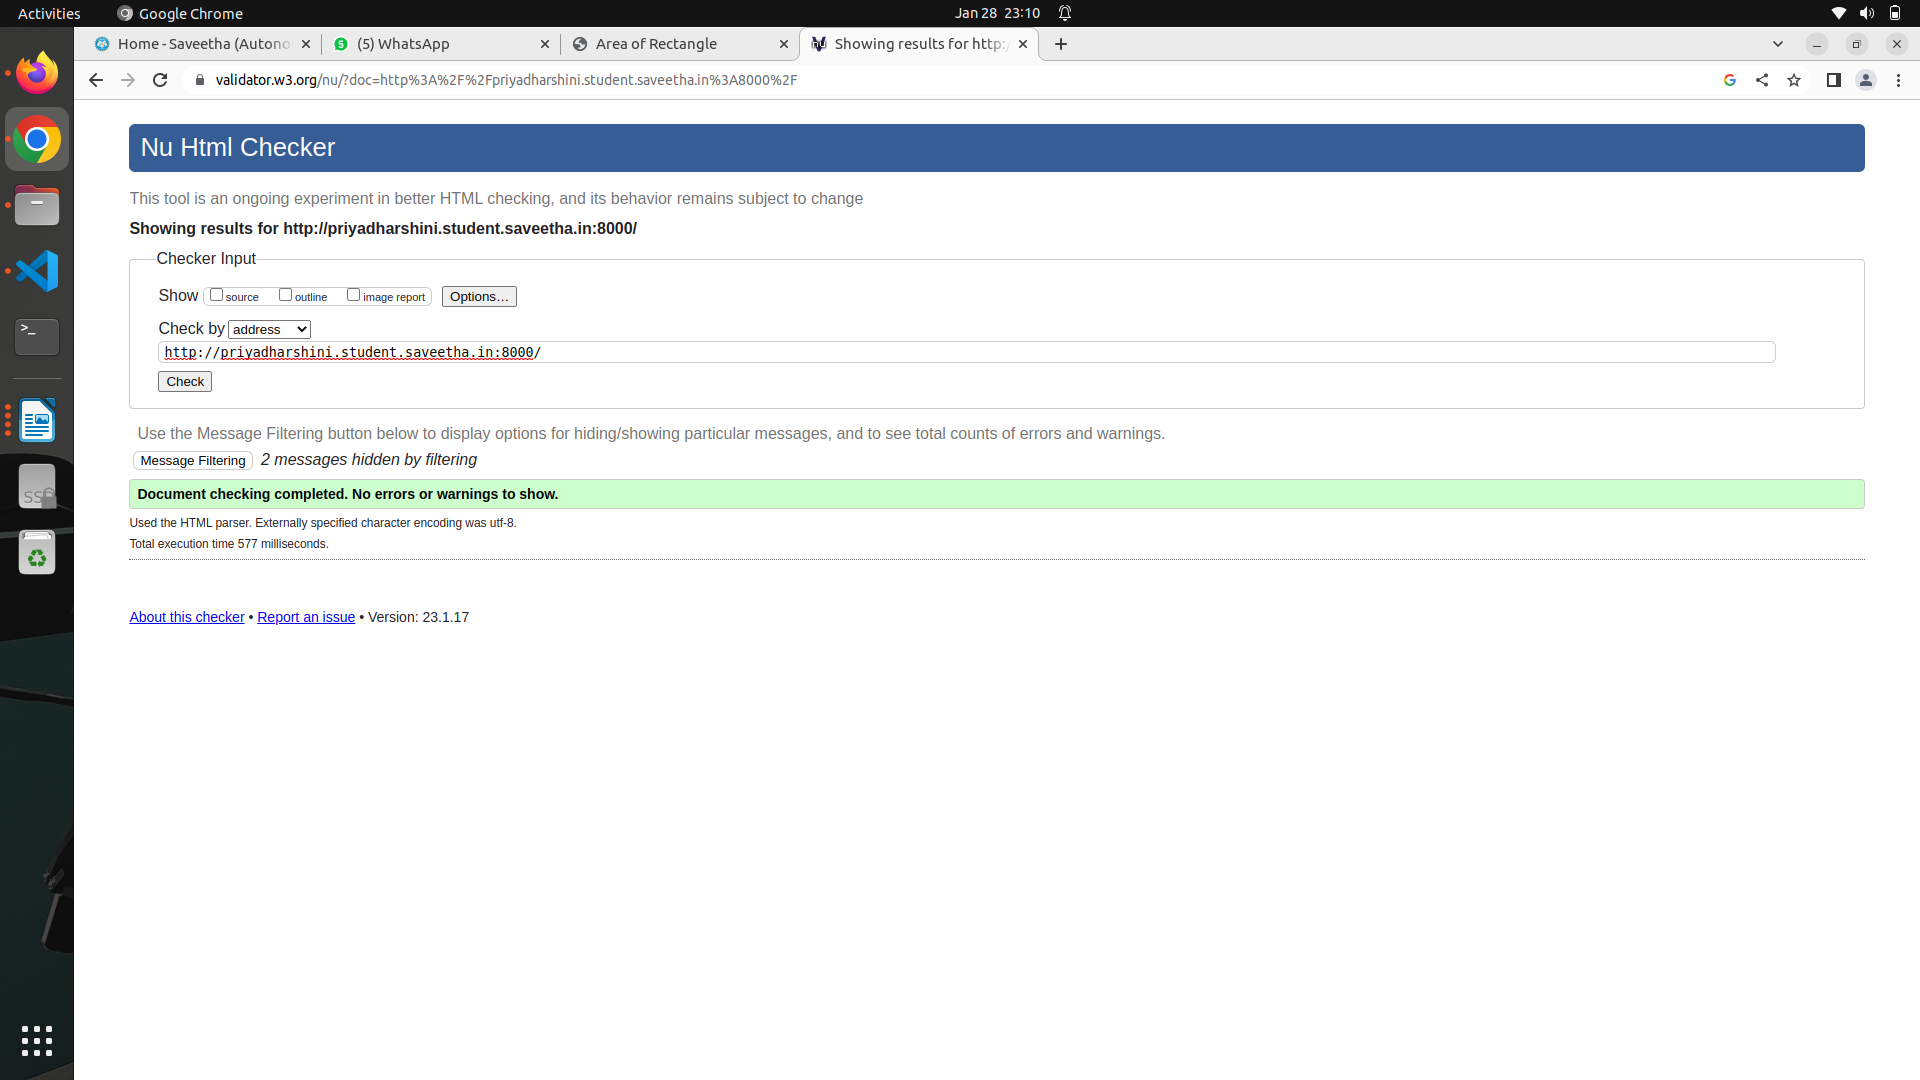 Activities
Google Chrome
Jan 28 23:10
Home - Saveetha (Autono
5
(5) WhatsApp
Area of Rectangle
Showing results for http:/
validator.w3.org/nu/?doc=http%3A%2F%2Fpriyadharshini.student.saveetha.in%3A8000%2F
Nu Html Checker
This tool is an ongoing experiment in better HTML checking, and its behavior remains subject to change
Showing results for http://priyadharshini.student.saveetha.in:8000/
Checker Input
Show source outline image report Options...
Check by address
http://priyadharshini.student.saveetha.in:8000/
Check
Use the Message Filtering button below to display options for hiding/showing particular messages, and to see total counts of errors and warnings.
Message Filtering 2 messages hidden by filtering
Document checking completed. No errors or warnings to show.
Used the HTML parser. Externally specified character encoding was utf-8.
Total execution time 577 milliseconds.
About this checker • Report an issue • Version: 23.1.17
>_